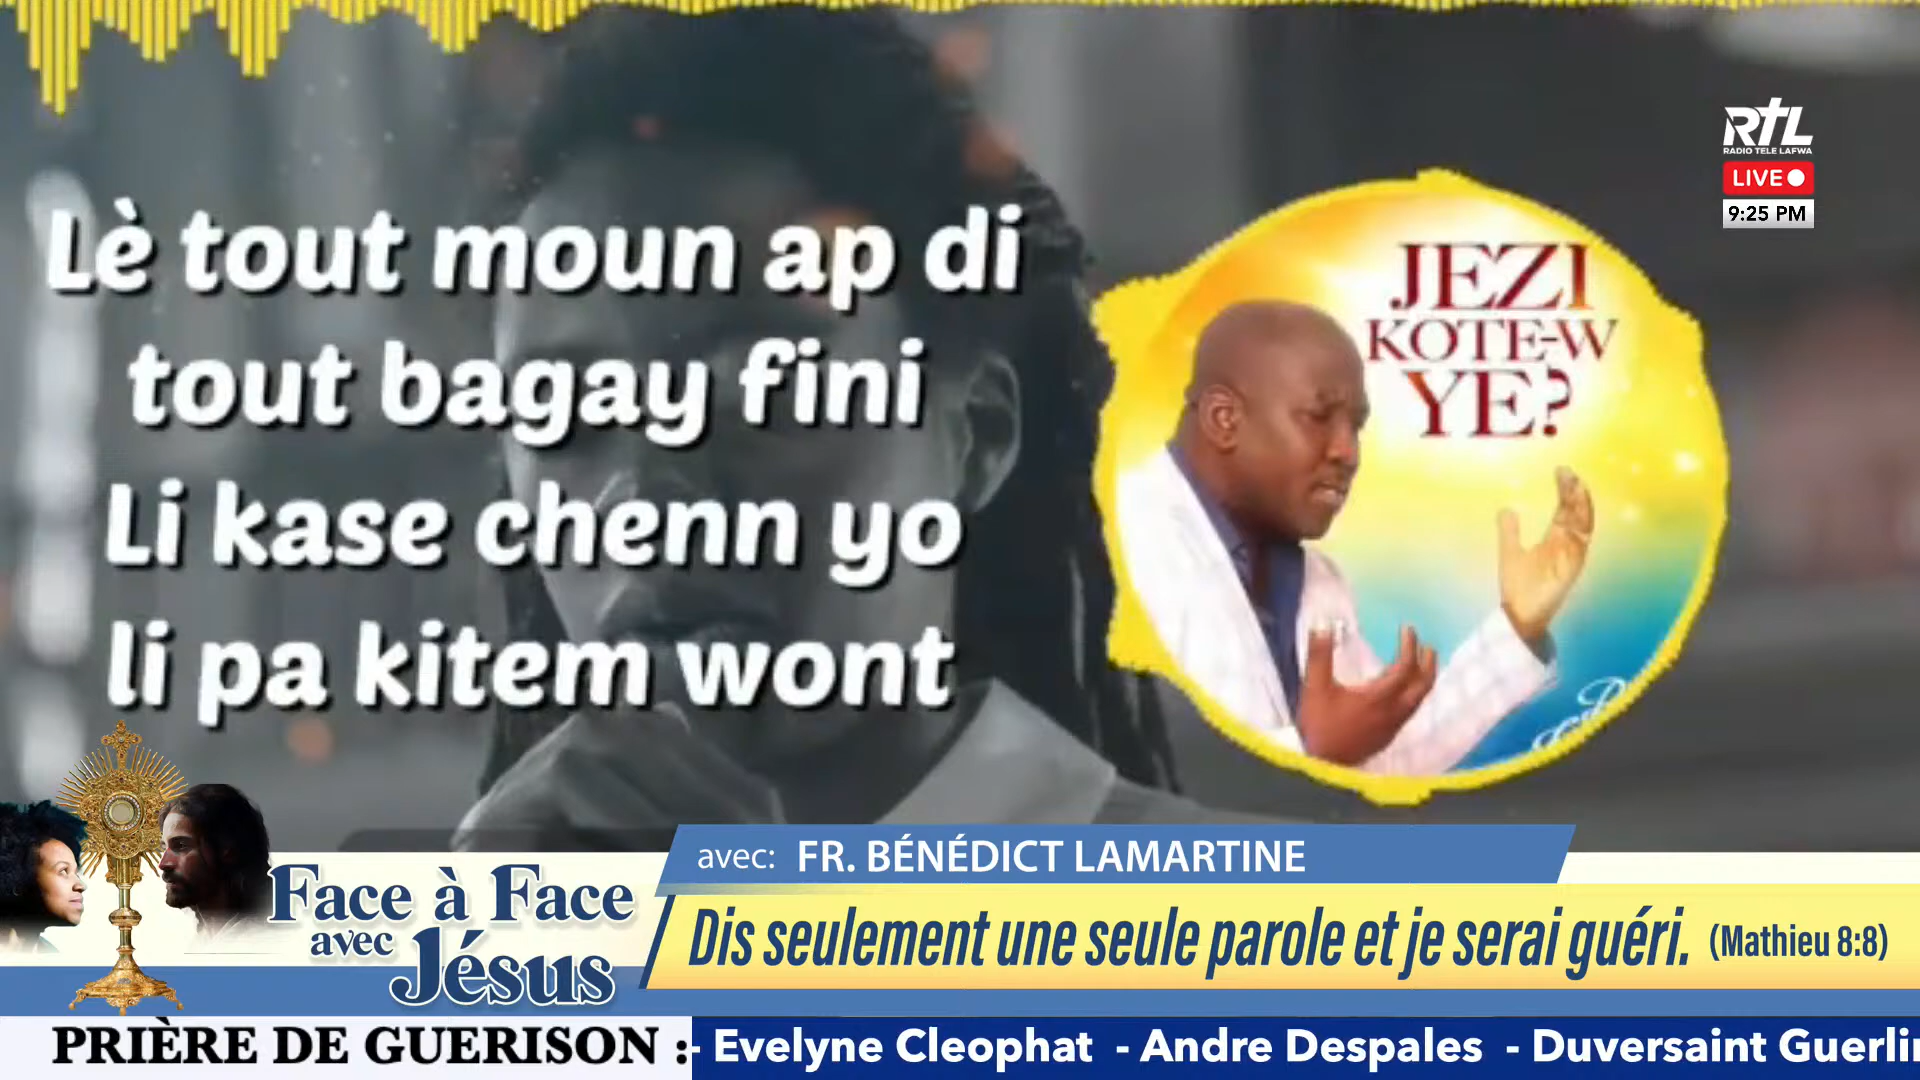 RTL
RADIO TELE LAFWA
LIVE
9:25 PM
Lè tout moun ap di
tout bagay fini
Li kase chenn yo
li pa kitem wont
JEZI
KOTE-W
YE?
Face à Face
avec
Jésus
avec: FR. BÉNÉDICT LAMARTINE
Dis seulement une seule parole et je serai guéri. (Mathieu 8:8)
PRIÈRE DE GUERISON :- Evelyne Cleophat - Andre Despales - Duversaint Guerlin